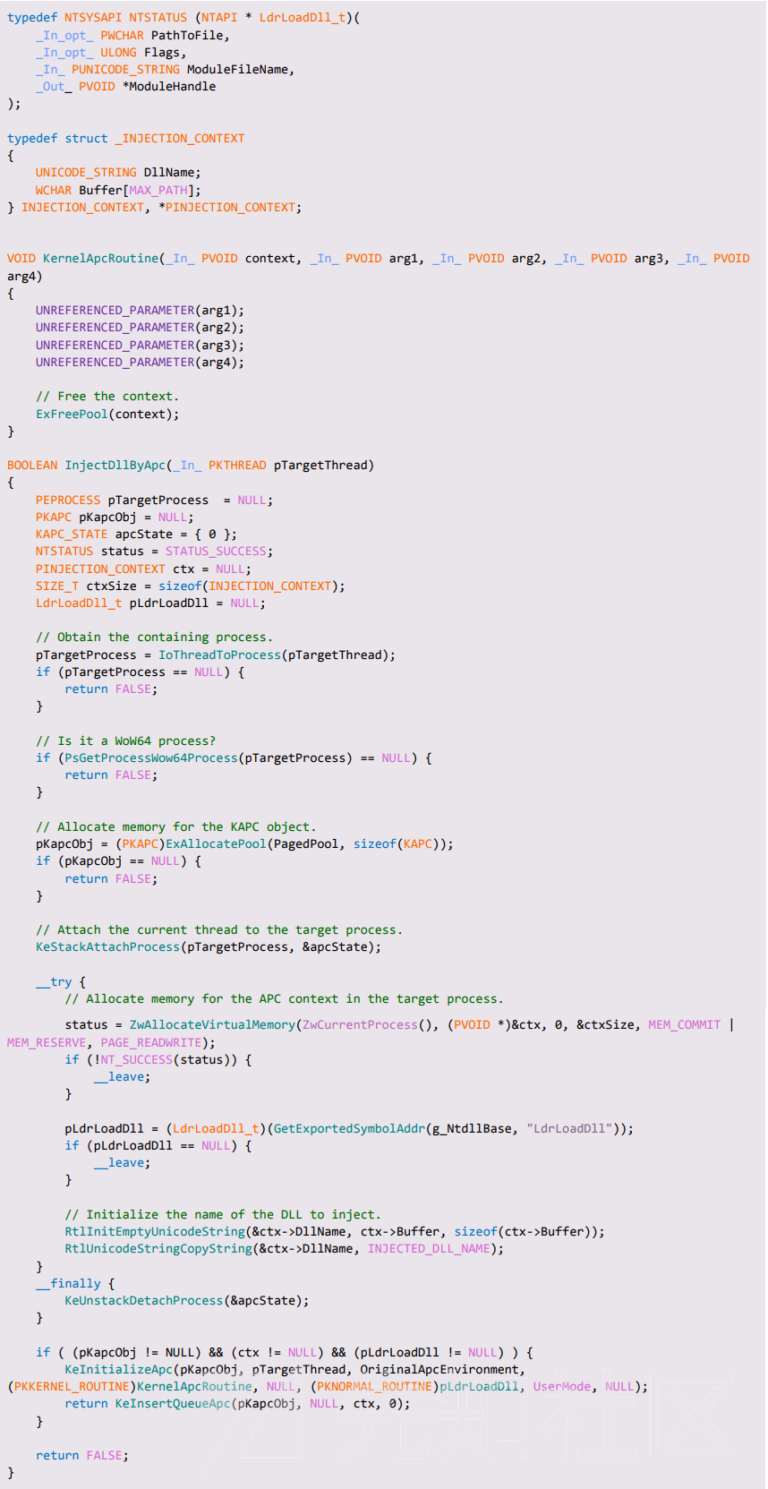 typedef NTSYSAPI NTSTATUS (NTAPI * LdrLoadDll_t)(
    _In_opt_ PWCHAR PathToFile,
    _In_opt_ ULONG Flags,
    _In_ PUNICODE_STRING ModuleFileName,
    _Out_ PVOID *ModuleHandle
);

typedef struct _INJECTION_CONTEXT
{
    UNICODE_STRING DllName;
    WCHAR Buffer[MAX_PATH];
} INJECTION_CONTEXT, *PINJECTION_CONTEXT;

VOID KernelApcRoutine(_In_ PVOID context, _In_ PVOID arg1, _In_ PVOID arg2, _In_ PVOID arg3, _In_ PVOID
arg4)
{
    UNREFERENCED_PARAMETER(arg1);
    UNREFERENCED_PARAMETER(arg2);
    UNREFERENCED_PARAMETER(arg3);
    UNREFERENCED_PARAMETER(arg4);

    // Free the context.
    ExFreePool(context);
}

BOOLEAN InjectDllByApc(_In_ PKTHREAD pTargetThread)
{
    PEPROCESS pTargetProcess  = NULL;
    PKAPC pKapcObj = NULL;
    KAPC_STATE apcState = { 0 };
    NTSTATUS status = STATUS_SUCCESS;
    PINJECTION_CONTEXT ctx = NULL;
    SIZE_T ctxSize = sizeof(INJECTION_CONTEXT);
    LdrLoadDll_t pLdrLoadDll = NULL;

    // Obtain the containing process.
    pTargetProcess = IoThreadToProcess(pTargetThread);
    if (pTargetProcess == NULL) {
        return FALSE;
    }

    // Is it a WoW64 process?
    if (PsGetProcessWow64Process(pTargetProcess) == NULL) {
        return FALSE;
    }

    // Allocate memory for the KAPC object.
    pKapcObj = (PKAPC)ExAllocatePool(PagedPool, sizeof(KAPC));
    if (pKapcObj == NULL) {
        return FALSE;
    }

    // Attach the current thread to the target process.
    KeStackAttachProcess(pTargetProcess, &apcState);

    __try {
        // Allocate memory for the APC context in the target process.
        status = ZwAllocateVirtualMemory(ZwCurrentProcess(), (PVOID *)&ctx, 0, &ctxSize, MEM_COMMIT |
MEM_RESERVE, PAGE_READWRITE);
        if (!NT_SUCCESS(status)) {
            __leave;
        }

        pLdrLoadDll = (LdrLoadDll_t)(GetExportedSymbolAddr(g_NtdllBase, "LdrLoadDll"));
        if (pLdrLoadDll == NULL) {
            __leave;
        }

        // Initialize the name of the DLL to inject.
        RtlInitEmptyUnicodeString(&ctx->DllName, ctx->Buffer, sizeof(ctx->Buffer));
        RtlUnicodeStringCopyString(&ctx->DllName, INJECTED_DLL_NAME);
    }
    __finally {
        KeUnstackDetachProcess(&apcState);
    }

    if ( (pKapcObj != NULL) && (ctx != NULL) && (pLdrLoadDll != NULL) ) {
        KeInitializeApc(pKapcObj, pTargetThread, OriginalApcEnvironment,
(PKKERNEL_ROUTINE)KernelApcRoutine, NULL, (PKNORMAL_ROUTINE)pLdrLoadDll, UserMode, NULL);
        return KeInsertQueueApc(pKapcObj, NULL, ctx, 0);
    }

    return FALSE;
}